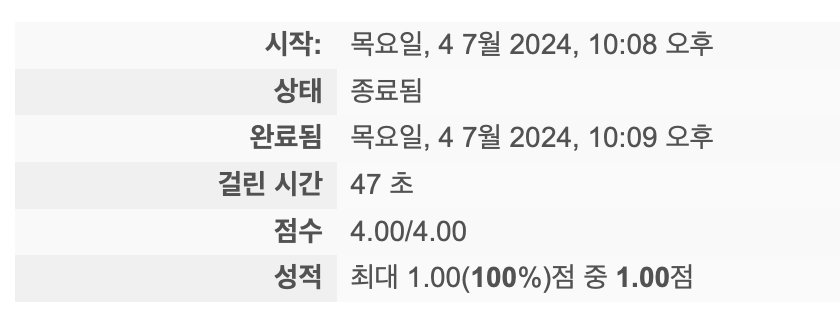 시작: 목요일, 4 7월 2024, 10:08 오후
상태 종료됨
완료됨 목요일, 4 7월 2024, 10:09 오후
걸린 시간 47 초
점수 4.00/4.00
성적 최대 1.00(100%)점 중 1.00점